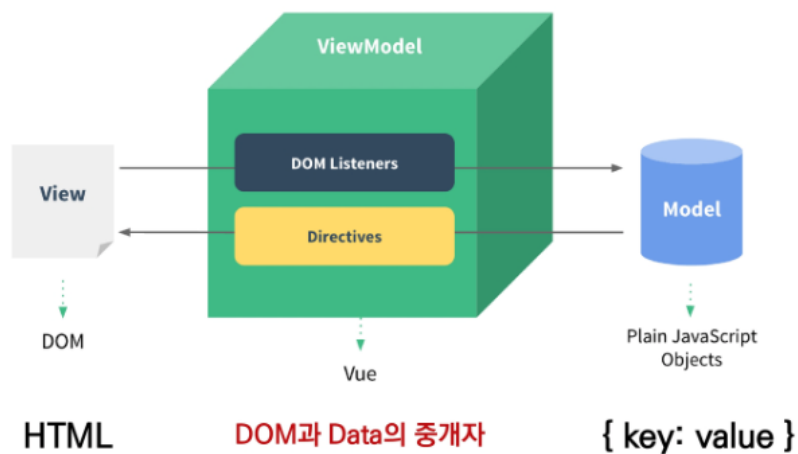 ViewModel
DOM Listeners
View
Model
Directives
DOM
Vue
Plain JavaScript
Objects
HTML
DOM과 Data의 중개자
{ key: value }